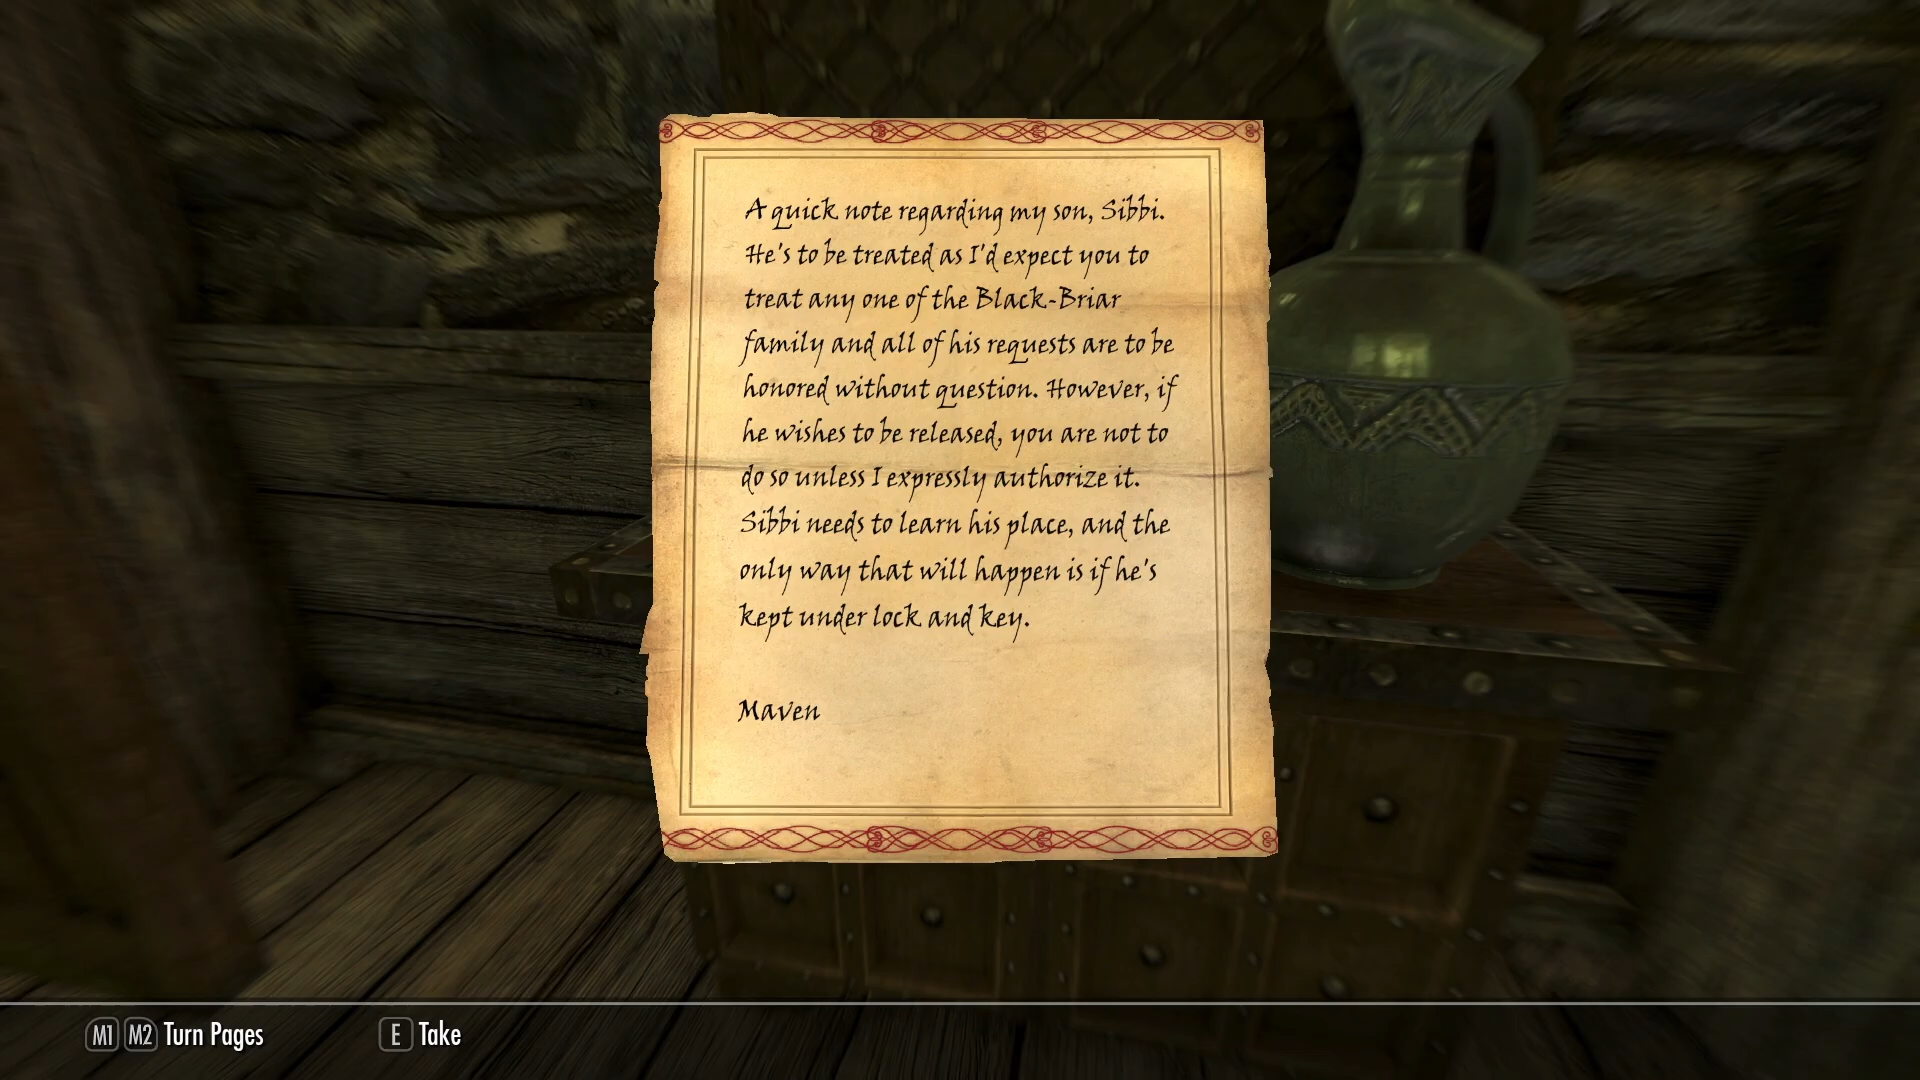 A quick note regarding my son, Sibbi.
He's to be treated as I'd expect you to
treat any one of the Black-Briar
family and all of his requests are to be
honored without question. However, if
he wishes to be released, you are not to
do so unless I expressly authorize it.
Sibbi needs to learn his place, and the
only way that will happen is if he's
kept under lock and key.
Maven
M1 M2 Turn Pages E Take